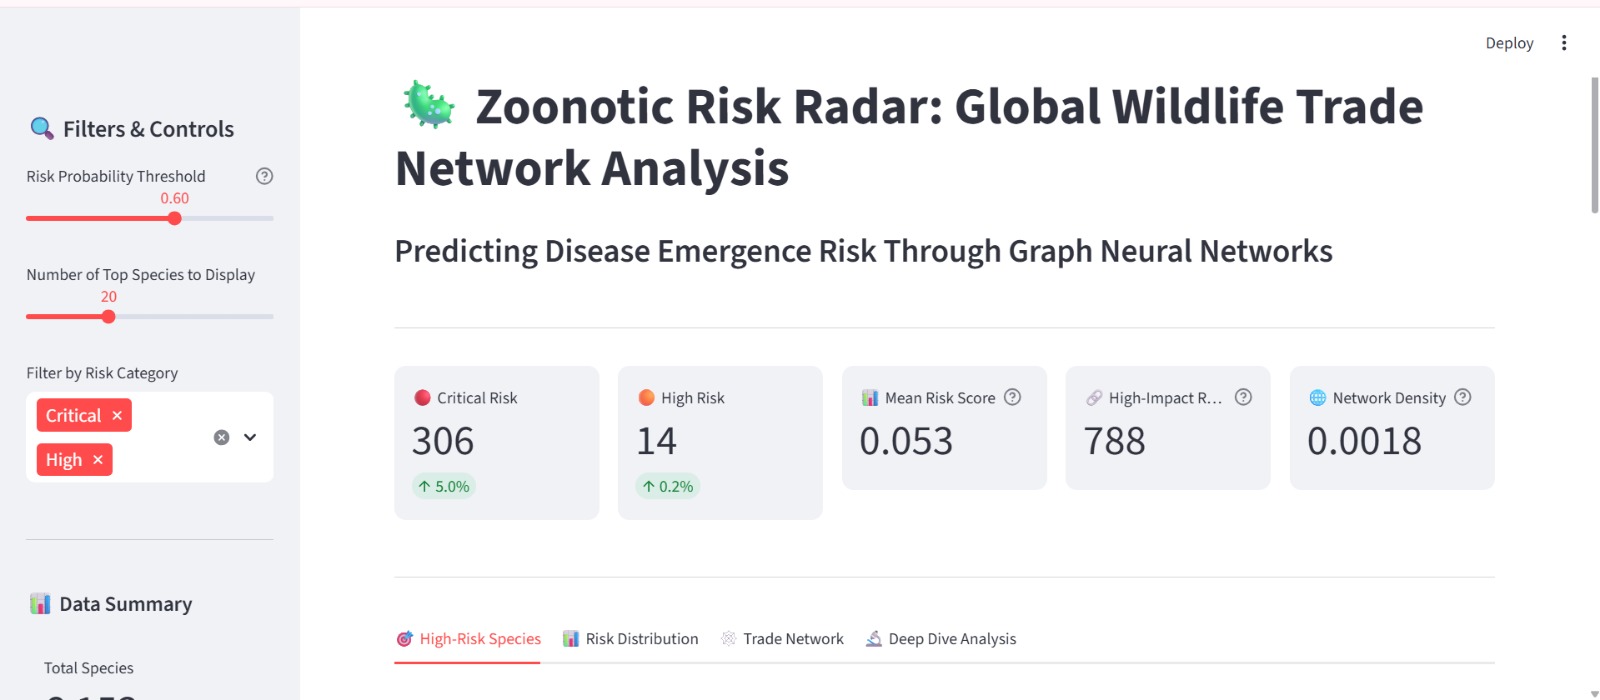 Deploy
Filters & Controls
Risk Probability Threshold
0.60
Number of Top Species to Display
20
Filter by Risk Category
Critical ×
High ×
Data Summary
Total Species
Zoonotic Risk Radar: Global Wildlife Trade
Network Analysis
Predicting Disease Emergence Risk Through Graph Neural Networks
Critical Risk
306
↑ 5.0%
High Risk
14
↑ 0.2%
Mean Risk Score
0.053
High-Impact R...
788
Network Density
0.0018
High-Risk Species
Risk Distribution
Trade Network
Deep Dive Analysis